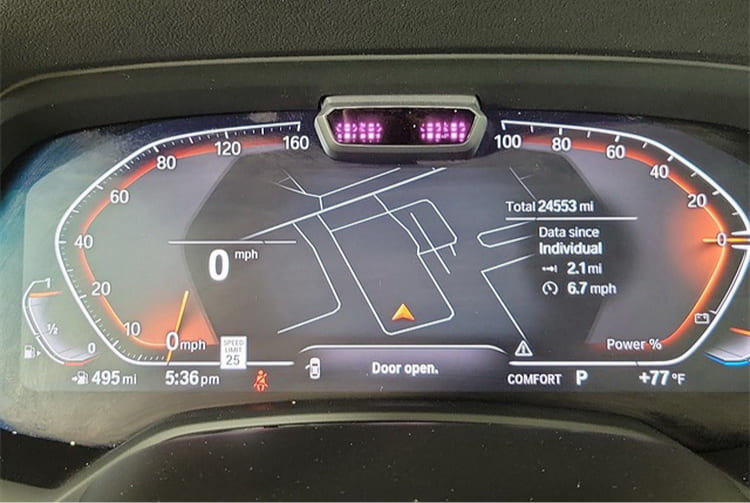 160
120
80
60
40
20
10
0 mph
0 mph
1
½
0
100
80
60
40
20
0
Total 24553 mi
Data since
Individual
2.1 mi
6.7 mph
Power %
SPEED
LIMIT
25
Door open.
495 mi
5:36 pm
COMFORT P
+77 °F